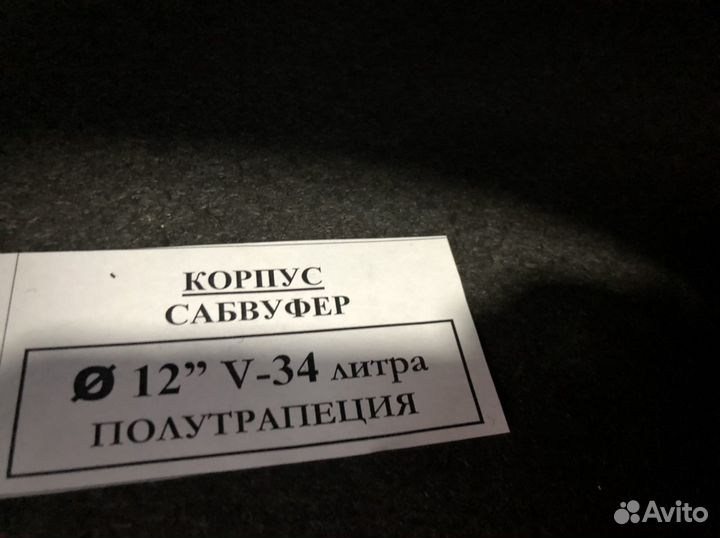 КОРПУС
САБВУФЕР
Ø 12” V-34 литра
ПОЛУТРАПЕЦИЯ
Avito